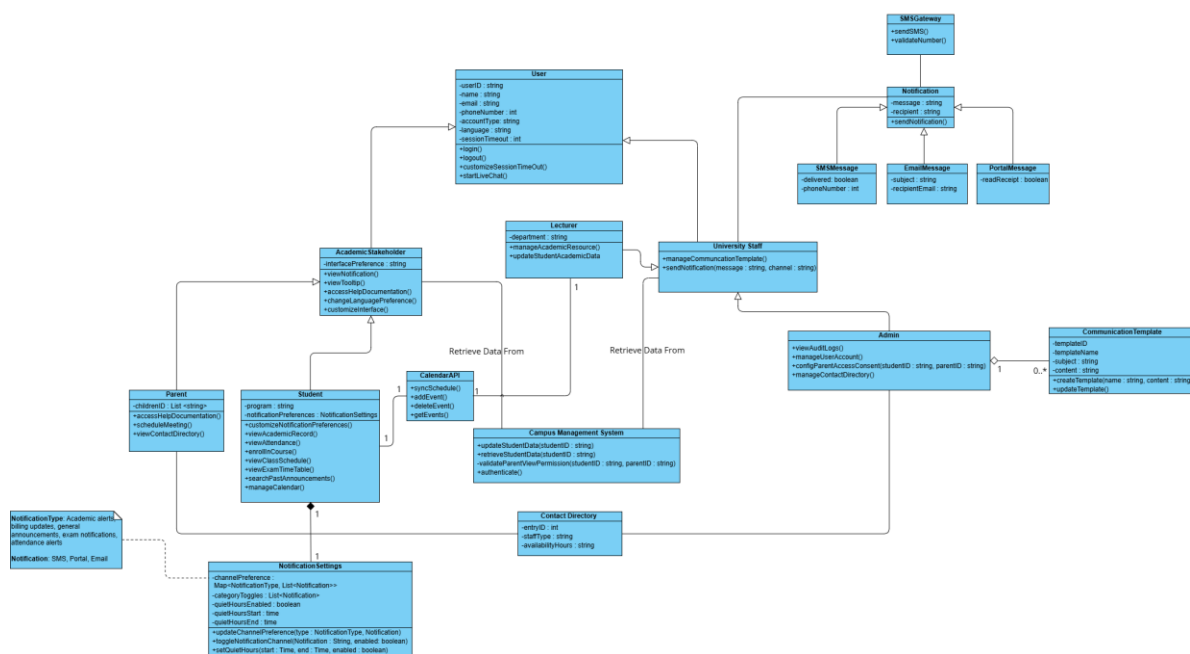 SMSGateway
+sendSMS()
+validateNumber()
User
-userID : string
-name : string
-email : string
-phoneNumber : int
-accountType: string
-language : string
-sessionTimeout : int
+login()
+logout()
+customizeSessionTimeOut()
+startLiveChat()
Notification
-message : string
-recipient : string
+sendNotification()
SMSMessage
-delivered: boolean
-phoneNumber : int
EmailMessage
-subject : string
-recipientEmail : string
PortalMessage
-readReceipt : boolean
Lecturer
-department : string
+manageAcademicResource()
+updateStudentAcademicData
University Staff
+manageCommuncationTemplate()
+sendNotification(message : string, channel : string)
AcademicStakeholder
-interfacePreference : string
+viewNotification()
+viewTooltip()
+accessHelpDocumentation()
+changeLanguagePreference()
+customizeInterface()
1
Retrieve Data From
Retrieve Data From
Admin
+viewAuditLogs()
+manageUserAccount()
+configParentAccessConsent(studentID : string, parentID : string)
+manageContactDirectory()
1
0..*
CommunicationTemplate
-templateID
-templateName
-subject : string
-content : string
+createTemplate(name : string, content : string)
+updateTemplate()
CalendarAPI
+syncSchedule()
+addEvent()
+deleteEvent()
+getEvents()
1
1
1
Parent
-childrenID : List <string>
+accessHelpDocumentation()
+scheduleMeeting()
+viewContactDirectory()
Student
-program : string
-notificationPreferences : NotificationSettings
+customizeNotificationPreferences()
+viewAcademicRecord()
+viewAttendance()
+enrollInCourse()
+viewClassSchedule()
+viewExamTimeTable()
+searchPastAnnouncements()
+manageCalendar()
Campus Management System
+updateStudentData(studentID : string)
+retrieveStudentData(studentID : string)
-validateParentViewPermission(studentID : string, parentID : string)
+authenticate()
Contact Directory
-entryID : int
-staffType : string
-availabilityHours : string
NotificationType: Academic alerts,
billing updates, general
announcements, exam notifications,
attendance alerts
Notification: SMS, Portal, Email
1
1
NotificationSettings
-channelPreference :
Map<NotificationType, List<Notification>>
-categoryToggles : List<Notification>
-quietHoursEnabled : boolean
-quietHoursStart : time
-quietHoursEnd : time
+updateChannelPreference(type : NotificationType, Notification)
+toggleNotificationChannel(Notification : String, enabled: boolean)
+setQuietHours(start : Time, end : Time, enabled : boolean)